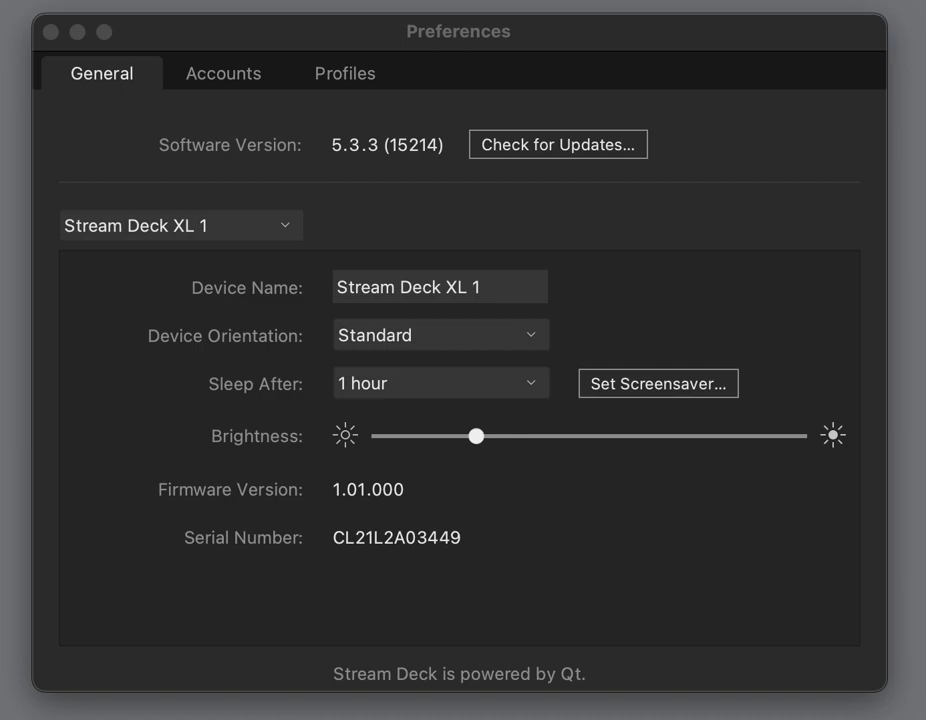 Preferences
General Accounts Profiles
Software Version: 5.3.3 (15214) Check for Updates...
Stream Deck XL 1
Device Name: Stream Deck XL 1
Device Orientation: Standard
Sleep After: 1 hour Set Screensaver...
Brightness:
Firmware Version: 1.01.000
Serial Number: CL21L2A03449
Stream Deck is powered by Qt.